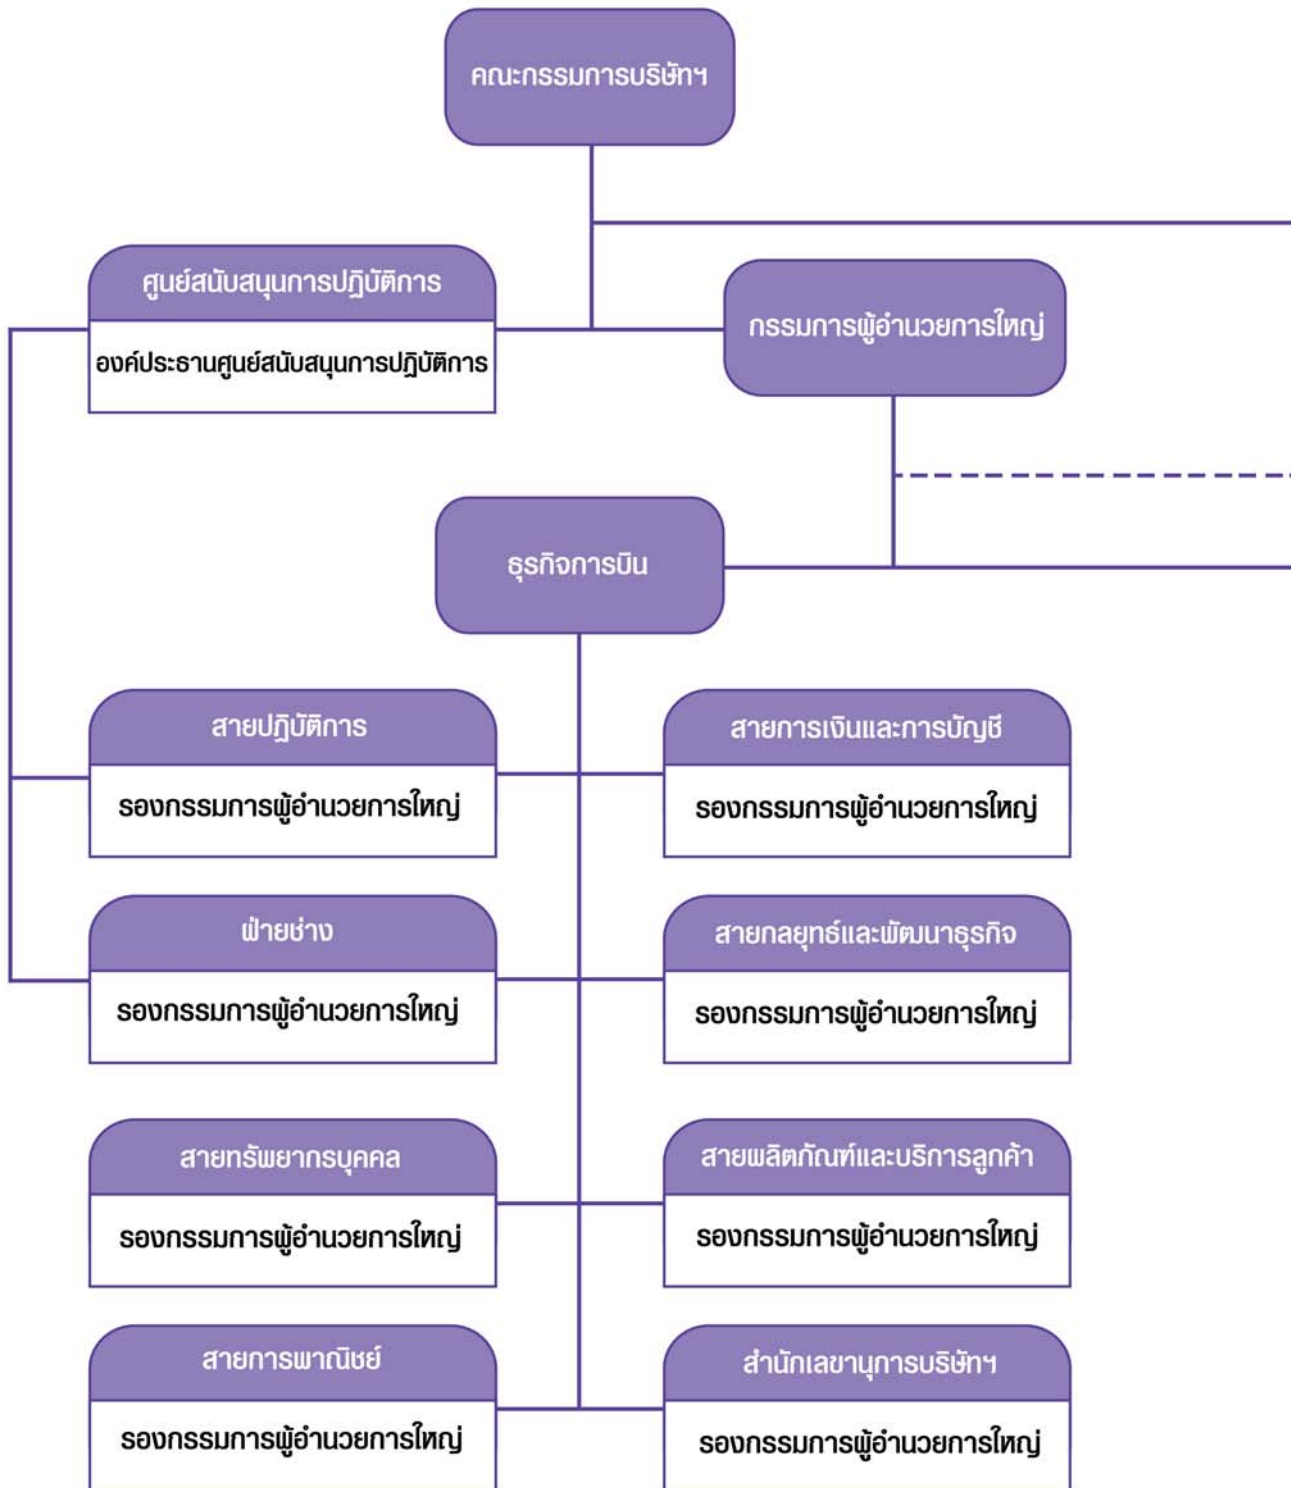 คณะกรรมการบริษัทฯ
ศูนย์สนับสนุนการปฏิบัติการ
องค์ประธานศูนย์สนับสนุนการปฏิบัติการ
กรรมการผู้อำนวยการใหญ่
ธุรกิจการบิน
สายปฏิบัติการ
รองกรรมการผู้อำนวยการใหญ่
สายการเงินและการบัญชี
รองกรรมการผู้อำนวยการใหญ่
ฝ่ายช่าง
รองกรรมการผู้อำนวยการใหญ่
สายกลยุทธ์และพัฒนาธุรกิจ
รองกรรมการผู้อำนวยการใหญ่
สายทรัพยากรบุคคล
รองกรรมการผู้อำนวยการใหญ่
สายผลิตภัณฑ์และบริการลูกค้า
รองกรรมการผู้อำนวยการใหญ่
สายการพาณิชย์
รองกรรมการผู้อำนวยการใหญ่
สำนักเลขานุการบริษัทฯ
รองกรรมการผู้อำนวยการใหญ่